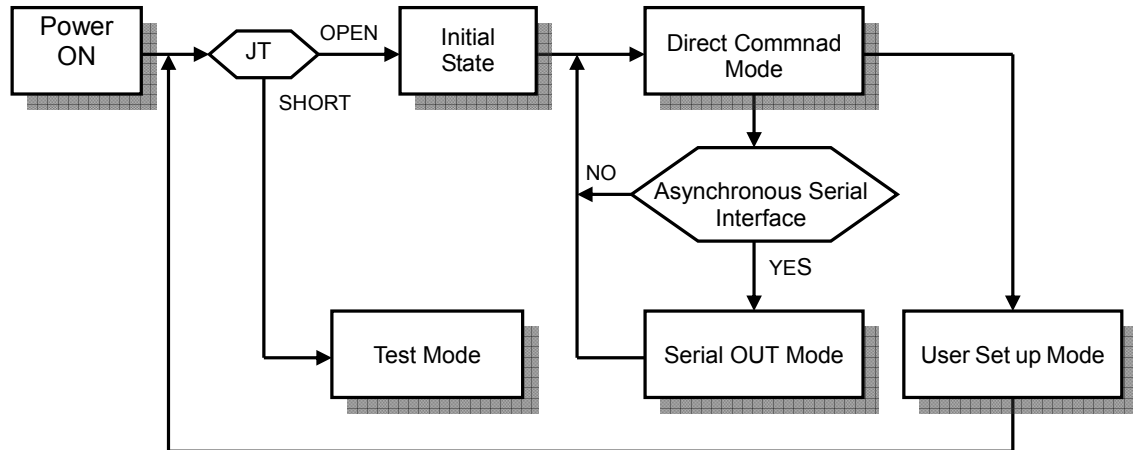 Power
ON
JT
OPEN
SHORT
Initial
State
Direct Commnad
Mode
NO
Asynchronous Serial
Interface
YES
Test Mode
Serial OUT Mode
User Set up Mode